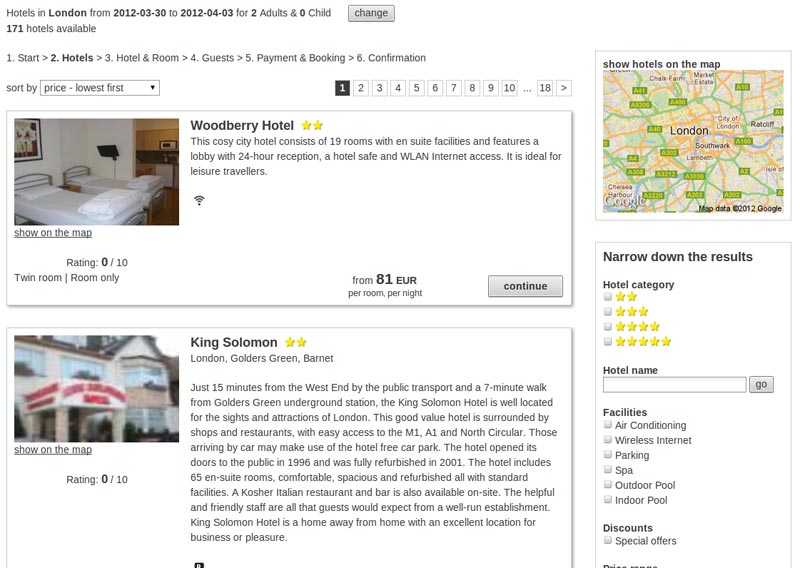 Hotels in London from 2012-03-30 to 2012-04-03 for 2 Adults & 0 Child change
171 hotels available
1. Start > 2. Hotels > 3. Hotel & Room > 4. Guests > 5. Payment & Booking > 6. Confirmation
sort by price - lowest first
1 2 3 4 5 6 7 8 9 10 ... 18 >
Woodberry Hotel
This cosy city hotel consists of 19 rooms with en suite facilities and features a
lobby with 24-hour reception, a hotel safe and WLAN Internet access. It is ideal for
leisure travellers.
show on the map
Rating: 0 / 10
Twin room | Room only
from 81 EUR
per room, per night
continue
King Solomon
London, Golders Green, Barnet
Just 15 minutes from the West End by the public transport and a 7-minute walk
from Golders Green underground station, the King Solomon Hotel is well located
for the sights and attractions of London. This good value hotel is surrounded by
shops and restaurants, with easy access to the M1, A1 and North Circular. Those
arriving by car may make use of the hotel free car park. The hotel opened its
doors to the public in 1996 and was fully refurbished in 2001. The hotel includes
65 en-suite rooms, comfortable, spacious and refurbished all with standard
facilities. A Kosher Italian restaurant and bar is also available on-site. The helpful
and friendly staff are all that guests would expect from a well-run establishment.
King Solomon Hotel is a home away from home with an excellent location for
business or pleasure.
show on the map
Rating: 0 / 10
show hotels on the map
Chalk Farm
Market
Estate
A41
A10
A5205
A400
City of
London
Ratcliff
A40
London
A100
Southwark
A302
Lambeth
A4
A2
Isle of
A308
A3212
A3036
Chelsea
Harbour
A3220
A3
A203
A202
Google
Map data ©2012 Google
Narrow down the results
Hotel category
Hotel name
go
Facilities
Air Conditioning
Wireless Internet
Parking
Spa
Outdoor Pool
Indoor Pool
Discounts
Special offers
Price range